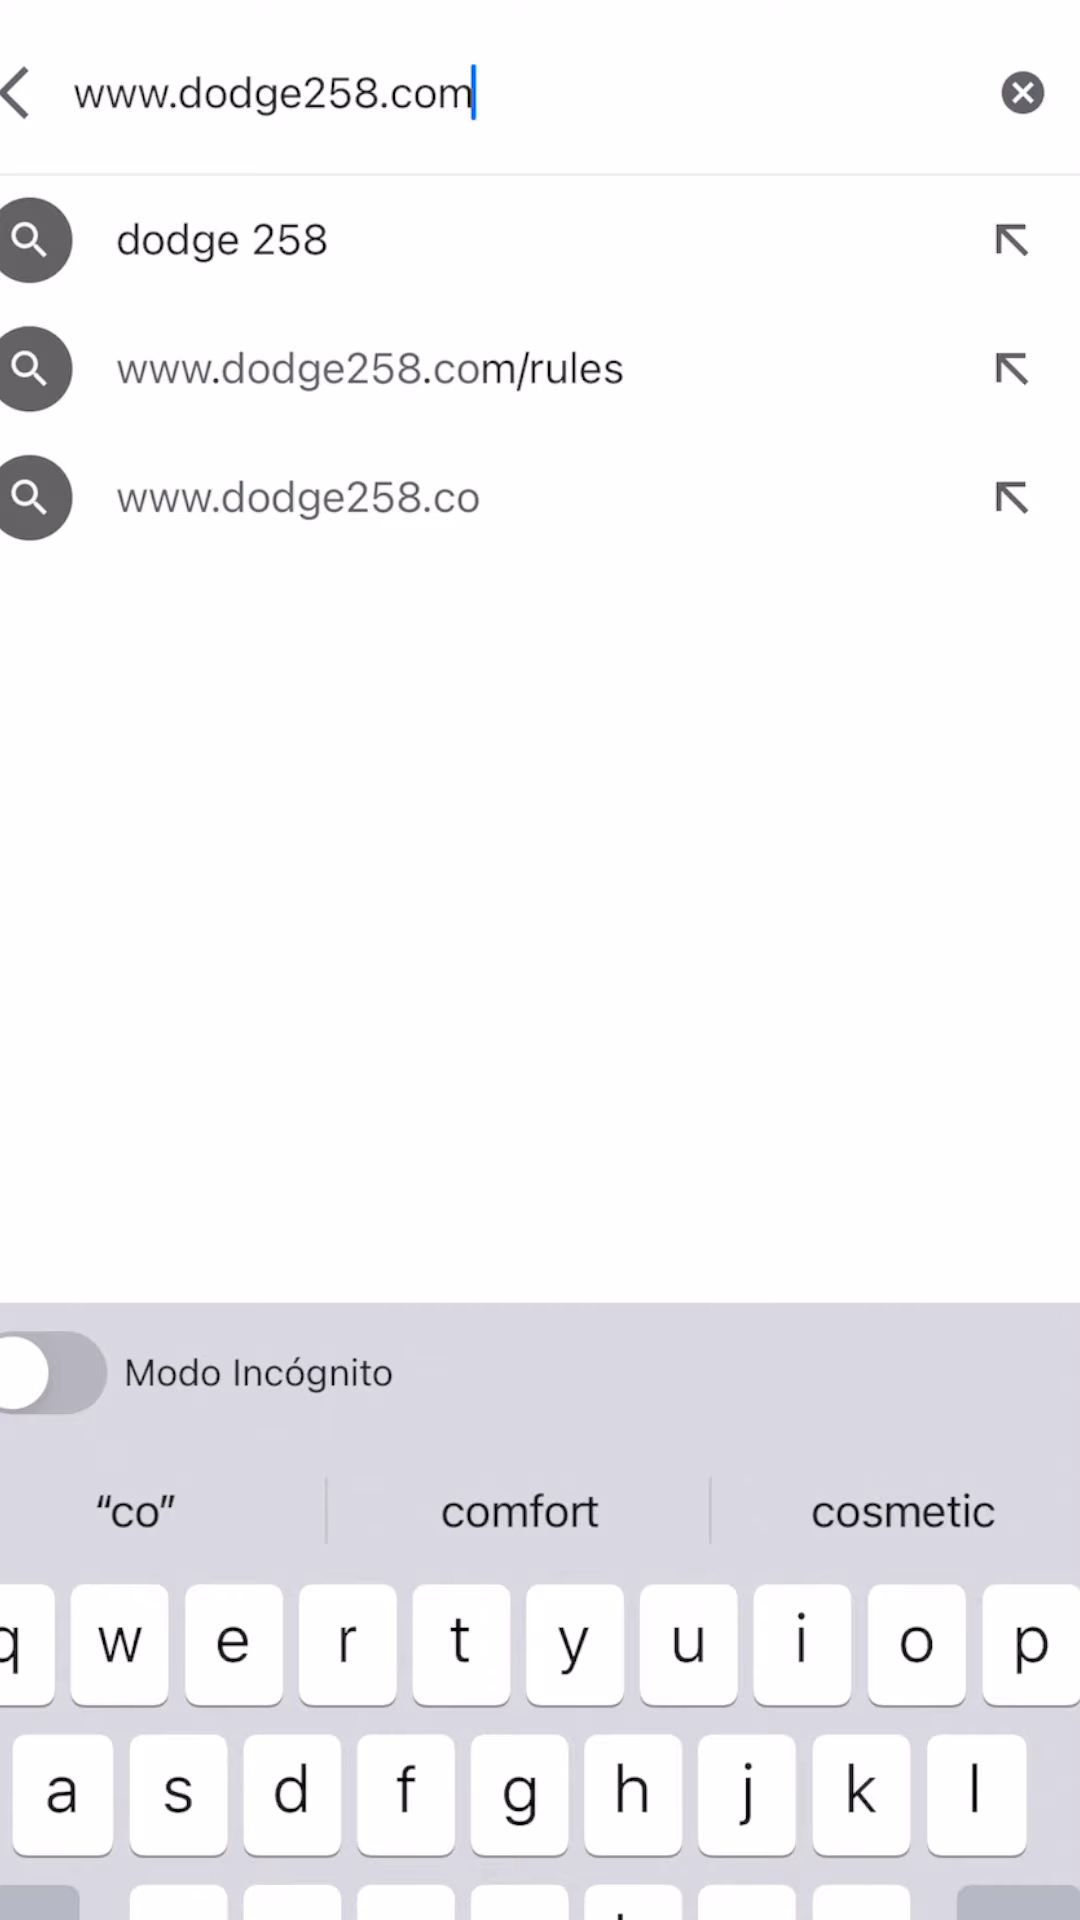 www.dodge258.com
dodge 258
www.dodge258.com/rules
www.dodge258.co
Modo Incógnito
“co” comfort cosmetic
q w e r t y u i o p
a s d f g h j k l